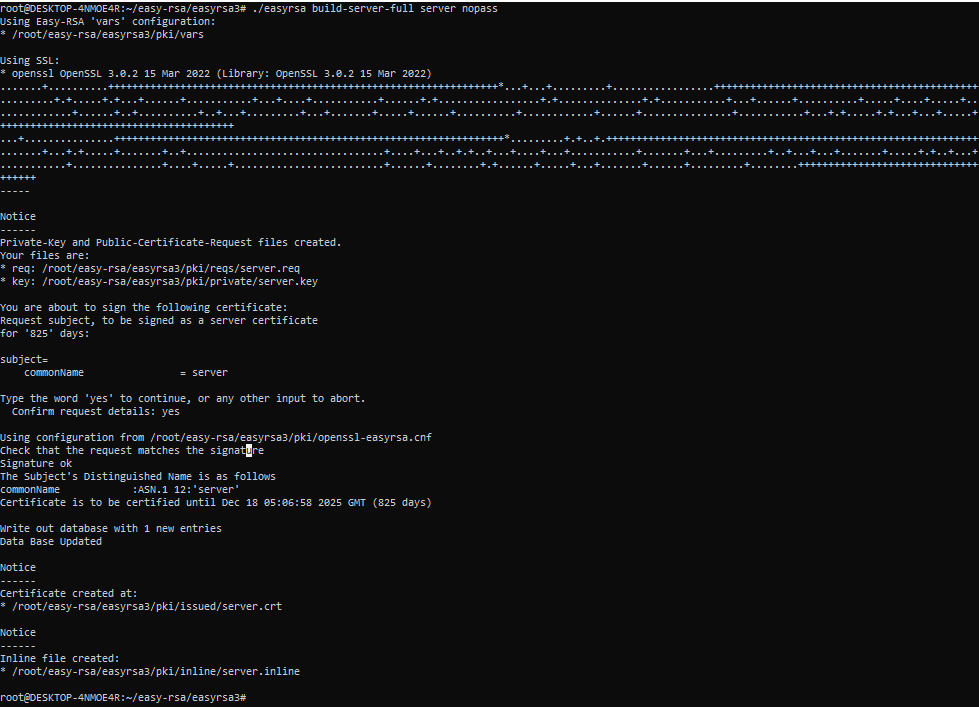 root@DESKTOP-4NMOE4R:~/easy-rsa/easyrsa3# ./easyrsa build-server-full server nopass
Using Easy-RSA 'vars' configuration:
* /root/easy-rsa/easyrsa3/pki/vars
Using SSL:
* openssl OpenSSL 3.0.2 15 Mar 2022 (Library: OpenSSL 3.0.2 15 Mar 2022)
-----
Notice
------
Private-Key and Public-Certificate-Request files created.
Your files are:
* req: /root/easy-rsa/easyrsa3/pki/reqs/server.req
* key: /root/easy-rsa/easyrsa3/pki/private/server.key
You are about to sign the following certificate:
Request subject, to be signed as a server certificate
for '825' days:
subject=
commonName = server
Type the word 'yes' to continue, or any other input to abort.
Confirm request details: yes
Using configuration from /root/easy-rsa/easyrsa3/pki/openssl-easyrsa.cnf
Check that the request matches the signature
Signature ok
The Subject's Distinguished Name is as follows
commonName :ASN.1 12:'server'
Certificate is to be certified until Dec 18 05:06:58 2025 GMT (825 days)
Write out database with 1 new entries
Data Base Updated
Notice
------
Certificate created at:
* /root/easy-rsa/easyrsa3/pki/issued/server.crt
Notice
------
Inline file created:
* /root/easy-rsa/easyrsa3/pki/inline/server.inline
root@DESKTOP-4NMOE4R:~/easy-rsa/easyrsa3#